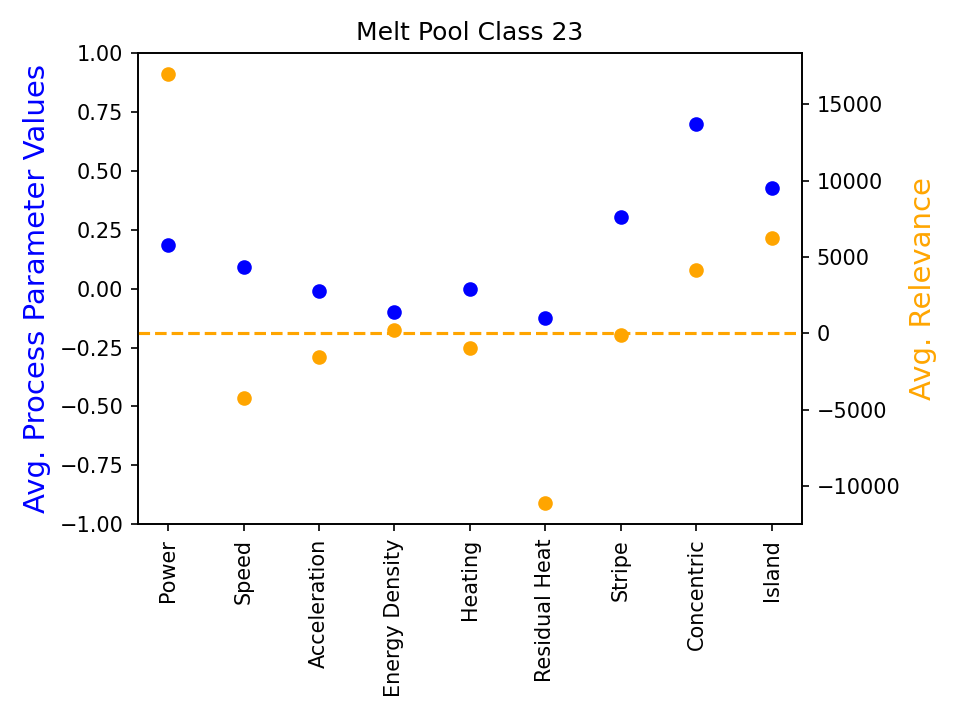 Melt Pool Class 23
Avg. Process Parameter Values
1.00
0.75
0.50
0.25
0.00
−0.25
−0.50
−0.75
−1.00
15000
10000
5000
0
−5000
−10000
Avg. Relevance
Power
Speed
Acceleration
Energy Density
Heating
Residual Heat
Stripe
Concentric
Island